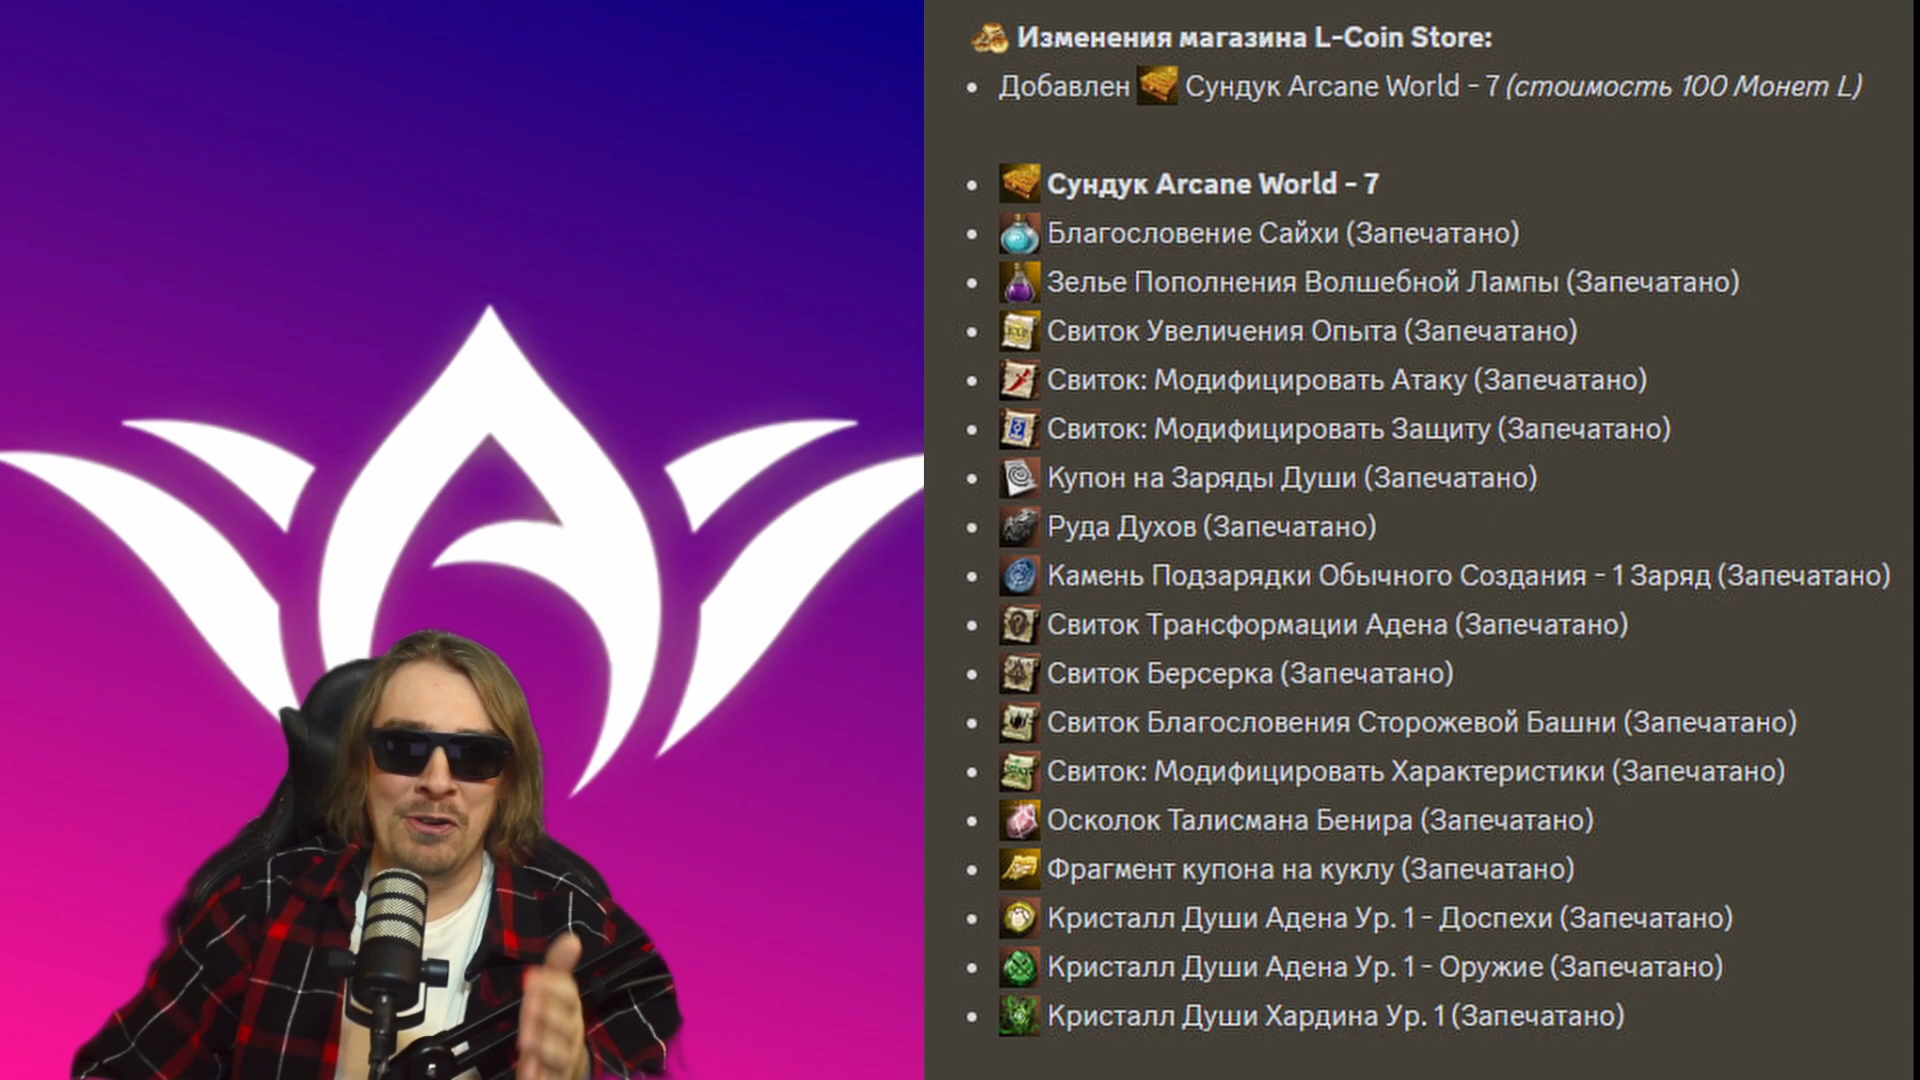 Изменения магазина L-Coin Store:
Добавлен Сундук Arcane World - 7 (стоимость 100 Монет L)
Сундук Arcane World - 7
Благословение Сайхи (Запечатано)
Зелье Пополнения Волшебной Лампы (Запечатано)
Свиток Увеличения Опыта (Запечатано)
Свиток: Модифицировать Атаку (Запечатано)
Свиток: Модифицировать Защиту (Запечатано)
Купон на Заряды Души (Запечатано)
Руда Духов (Запечатано)
Камень Подзарядки Обычного Создания - 1 Заряд (Запечатано)
Свиток Трансформации Адена (Запечатано)
Свиток Берсерка (Запечатано)
Свиток Благословения Сторожевой Башни (Запечатано)
Свиток: Модифицировать Характеристики (Запечатано)
Осколок Талисмана Бенира (Запечатано)
Фрагмент купона на куклу (Запечатано)
Кристалл Души Адена Ур. 1 - Доспехи (Запечатано)
Кристалл Души Адена Ур. 1 - Оружие (Запечатано)
Кристалл Души Хардина Ур. 1 (Запечатано)